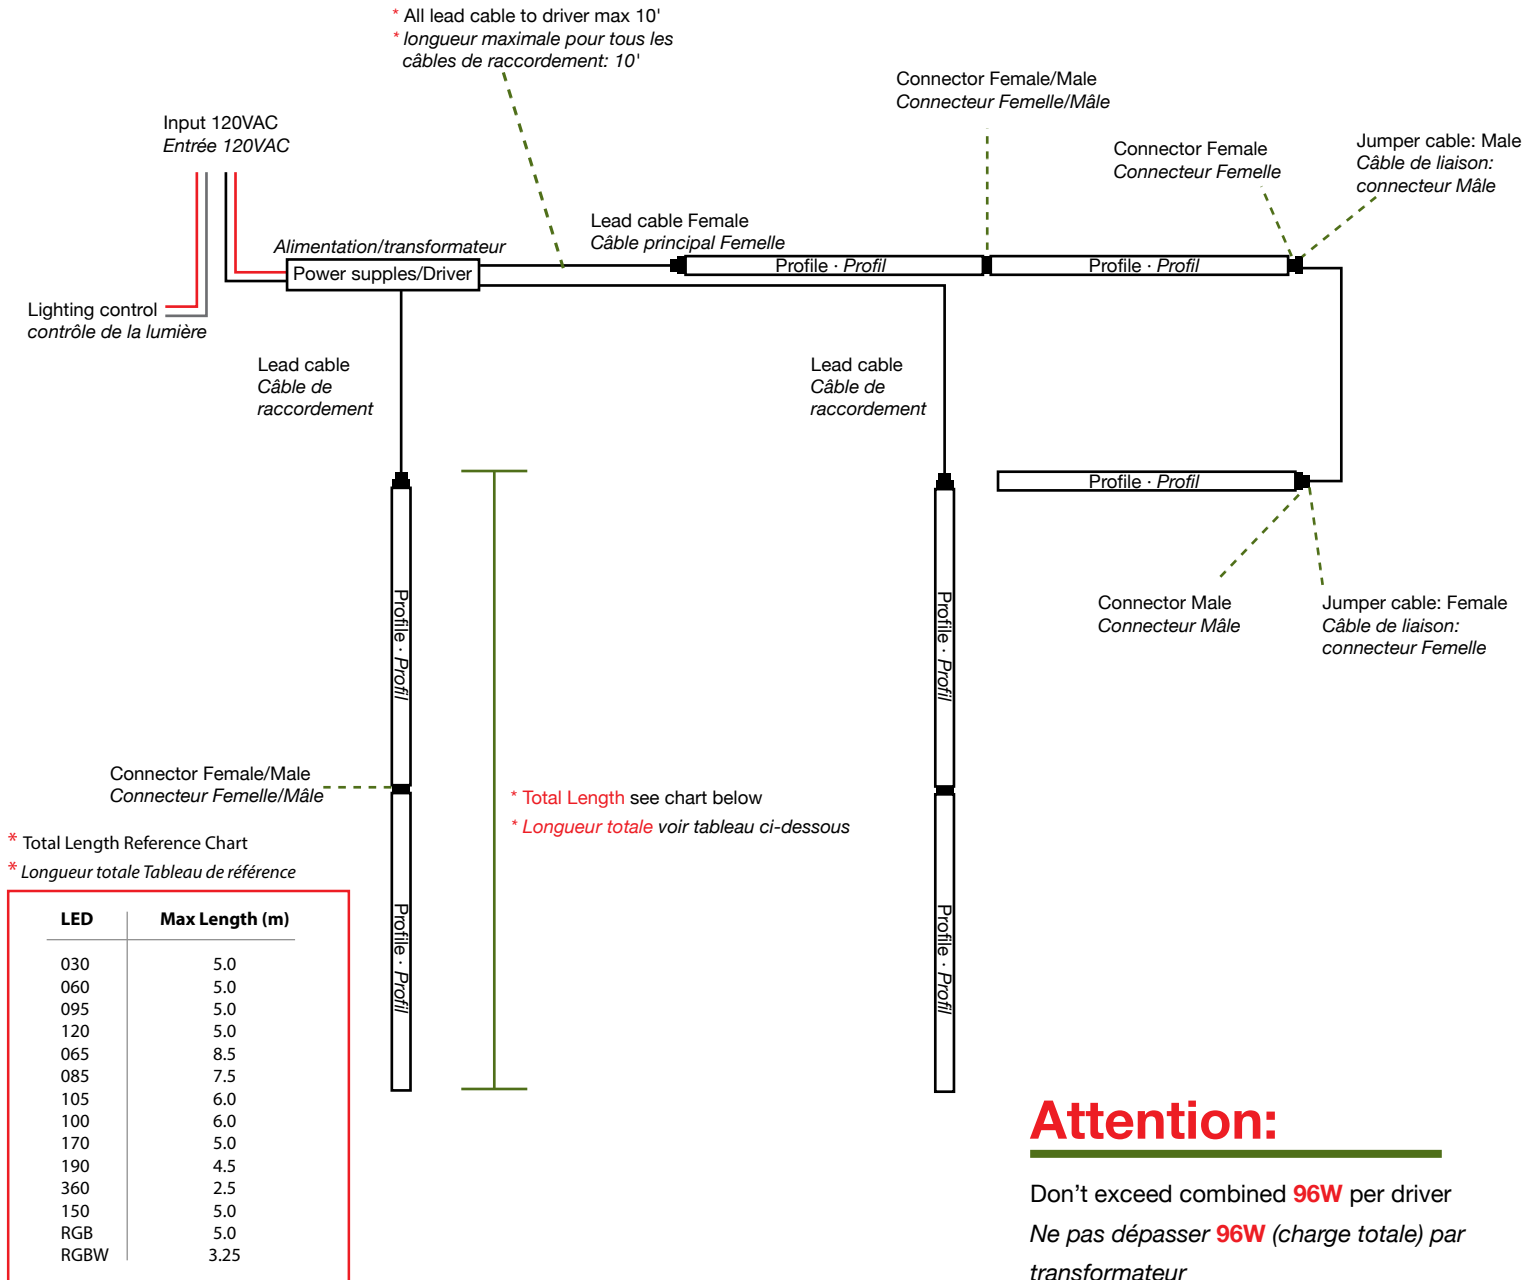 * All lead cable to driver max 10'
* longueur maximale pour tous les
câbles de raccordement: 10'
Connector Female/Male
Connecteur Femelle/Mâle
Input 120VAC
Entrée 120VAC
Connector Female
Connecteur Femelle
Jumper cable: Male
Câble de liaison:
connecteur Mâle
Lead cable Female
Câble principal Femelle
Alimentation/transformateur
Power supples/Driver
Profile · Profil
Profile · Profil
Lighting control
contrôle de la lumière
Lead cable
Câble de
raccordement
Lead cable
Câble de
raccordement
Profile · Profil
Connector Male
Connecteur Mâle
Jumper cable: Female
Câble de liaison:
connecteur Femelle
Profile · Profil
Profile · Profil
Connector Female/Male
Connecteur Femelle/Mâle
* Total Length see chart below
* Longueur totale voir tableau ci-dessous
Profile · Profil
Profile · Profil
* Total Length Reference Chart
* Longueur totale Tableau de référence
LED Max Length (m)
030 5.0
060 5.0
095 5.0
120 5.0
065 8.5
085 7.5
105 6.0
100 6.0
170 5.0
190 4.5
360 2.5
150 5.0
RGB 5.0
RGBW 3.25
Attention:
Don't exceed combined 96W per driver
Ne pas dépasser 96W (charge totale) par
transformateur